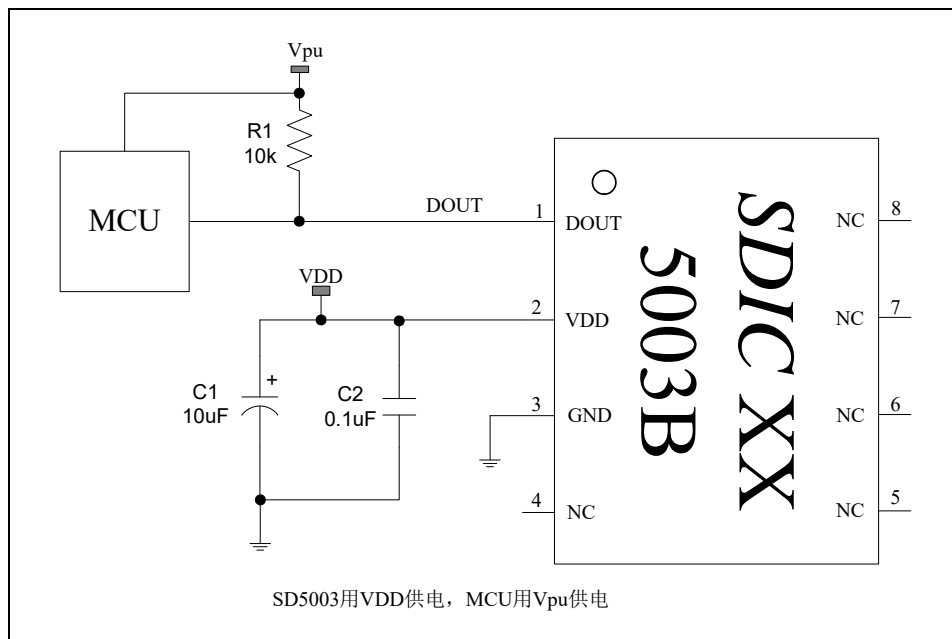 Vpu
R1
10k
MCU
DOUT
1
DOUT
VDD
2
VDD
C1
10uF
+
C2
0.1uF
3
GND
4
NC
SDIC XX
5003B
NC
8
NC
7
NC
6
NC
5
SD5003用VDD供电，MCU用Vpu供电